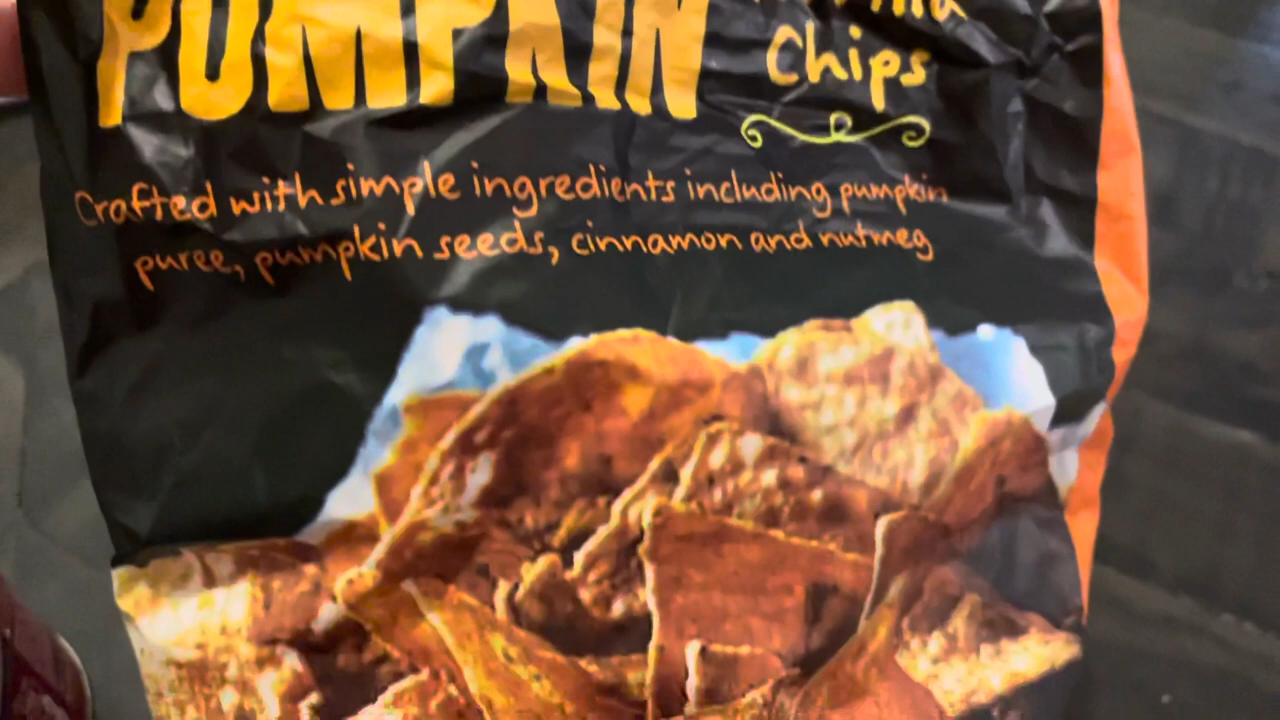 PUMPKIN
Chips
Crafted with simple ingredients including pumpkin
puree, pumpkin seeds, cinnamon and nutmeg